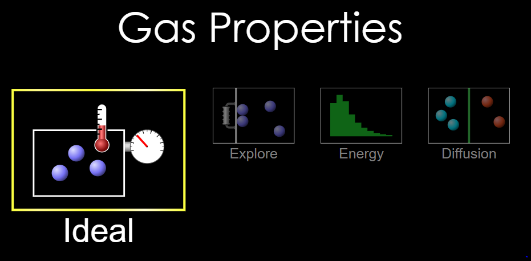 Gas Properties
Explore
Energy
Diffusion
Ideal